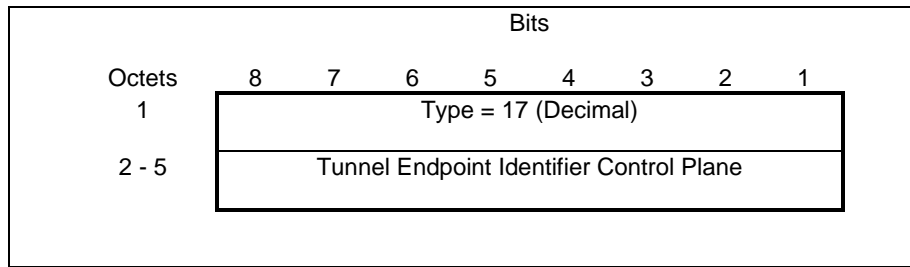 Bits
Octets 8 7 6 5 4 3 2 1
1 Type = 17 (Decimal)
2 - 5 Tunnel Endpoint Identifier Control Plane